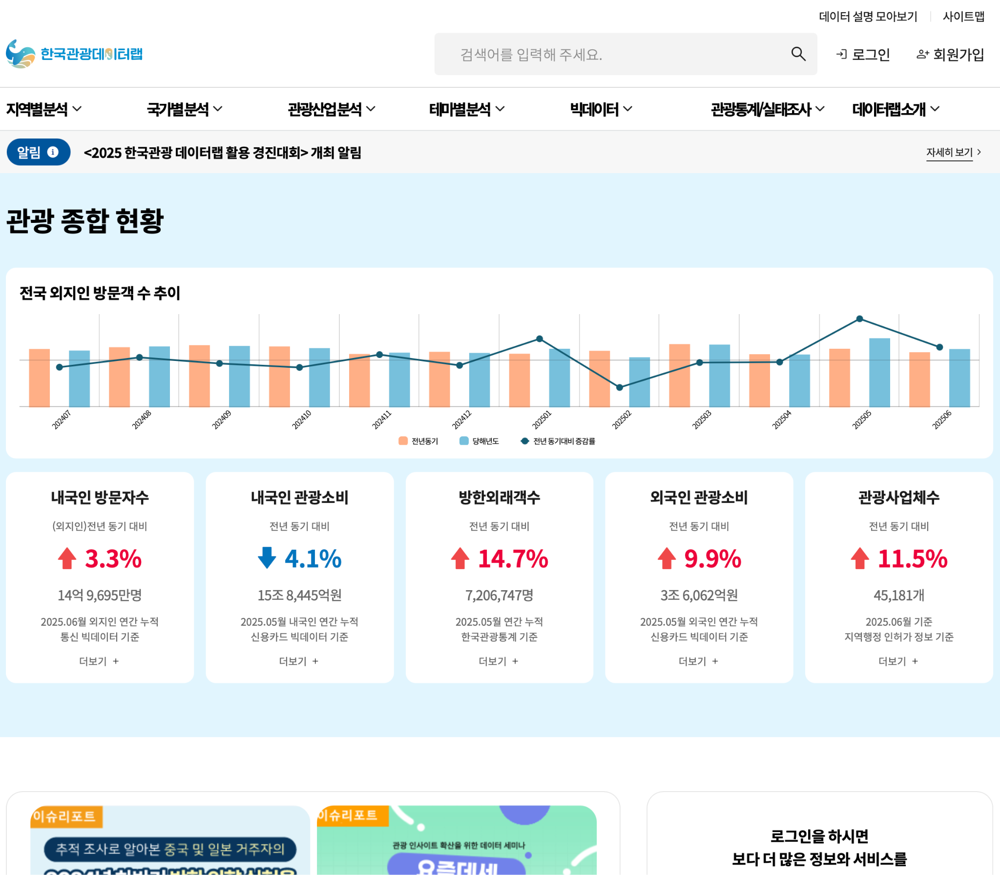 데이터 설명 모아보기
사이트맵
한국관광데이터랩
검색어를 입력해 주세요.
로그인
회원가입
지역별 분석
국가별 분석
관광산업 분석
테마별 분석
빅데이터
관광통계/실태조사
데이터랩 소개
알림
<2025 한국관광 데이터랩 활용 경진대회> 개최 알림
자세히 보기
관광 종합 현황
전국 외지인 방문객 수 추이
202407
202408
202409
202410
202411
202412
202501
202502
202503
202504
202505
202506
전년동기
당해년도
전년 동기대비 증감률
내국인 방문자수
(외지인)전년 동기 대비
3.3%
14억 9,695만명
2025.06월 외지인 연간 누적
통신 빅데이터 기준
더보기 +
내국인 관광소비
전년 동기 대비
4.1%
15조 8,445억원
2025.05월 내국인 연간 누적
신용카드 빅데이터 기준
더보기 +
방한외래객수
전년 동기 대비
14.7%
7,206,747명
2025.05월 연간 누적
한국관광통계 기준
더보기 +
외국인 관광소비
전년 동기 대비
9.9%
3조 6,062억원
2025.05월 외국인 연간 누적
신용카드 빅데이터 기준
더보기 +
관광사업체수
전년 동기 대비
11.5%
45,181개
2025.06월 기준
지역행정 인허가 정보 기준
더보기 +
이슈리포트
추적 조사로 알아본 중국 및 일본 거주자의
이슈리포트
관광 인사이트 확산을 위한 데이터 세미나
요즘데세
로그인을 하시면
보다 더 많은 정보와 서비스를